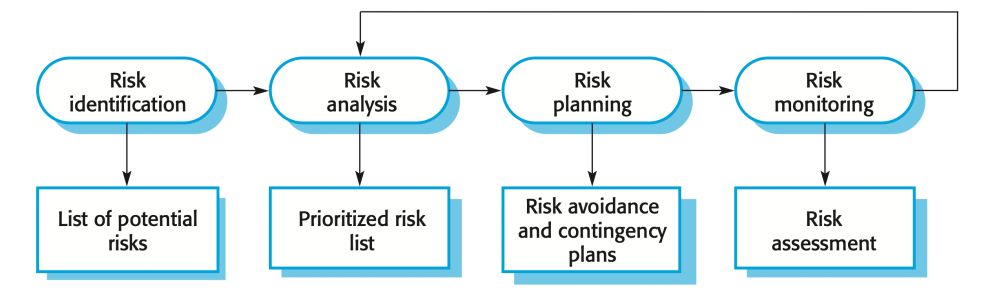 Risk
identification
Risk
analysis
Risk
planning
Risk
monitoring
List of potential
risks
Prioritized risk
list
Risk avoidance
and contingency
plans
Risk
assessment